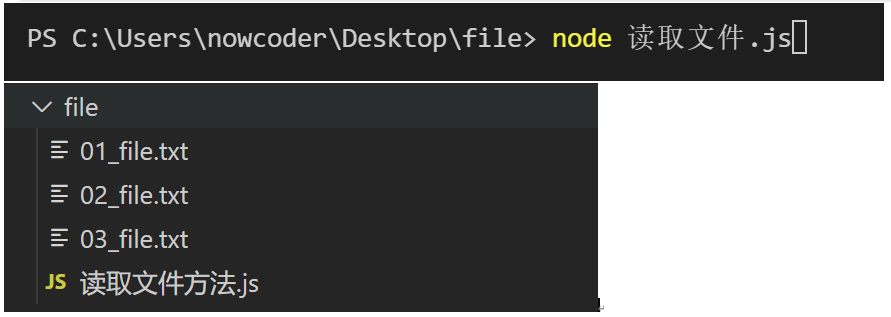 PS C:\Users\nowcoder\Desktop\file> node 读取文件.js
file
01_file.txt
02_file.txt
03_file.txt
JS 读取文件方法.js